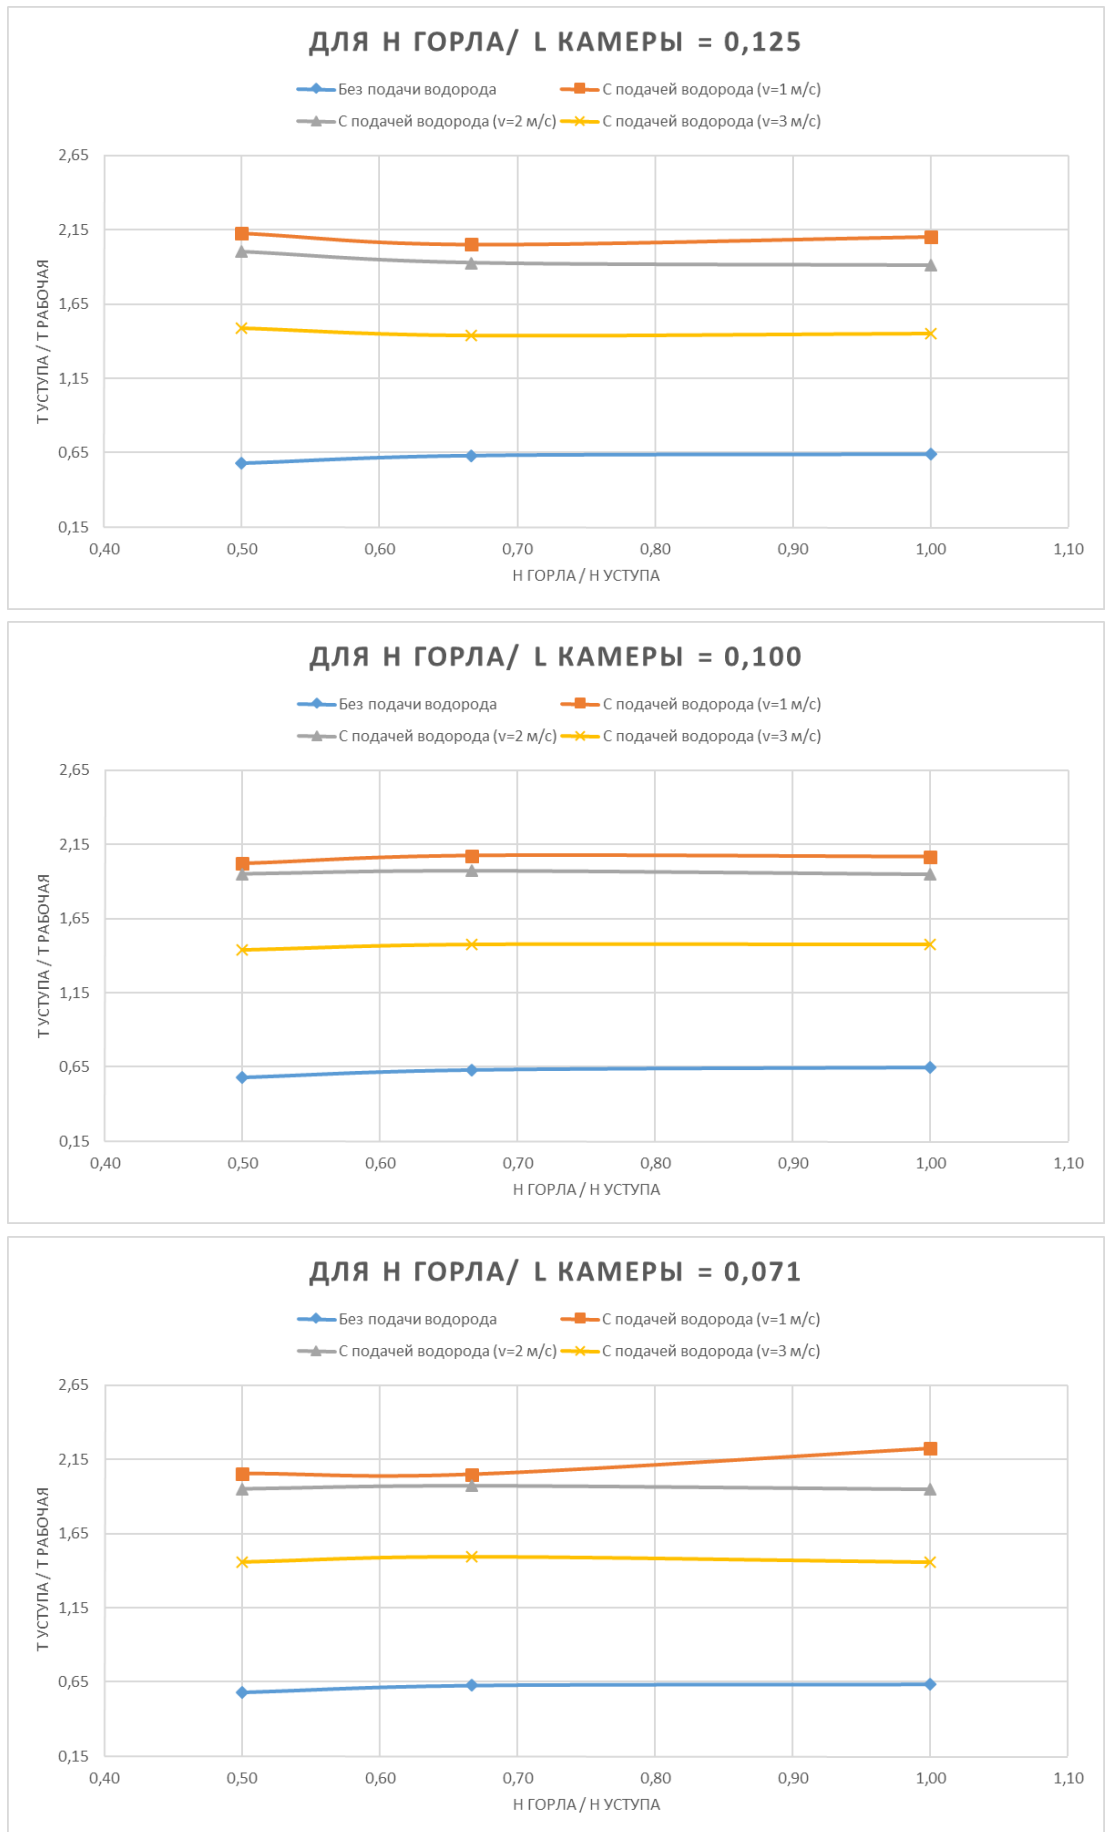 ДЛЯ H ГОРЛА/ L КАМЕРЫ = 0,125
Без подачи водорода
С подачей водорода (v=1 м/с)
С подачей водорода (v=2 м/с)
С подачей водорода (v=3 м/с)
T УСТУПА / T РАБОЧАЯ
2,65
2,15
1,65
1,15
0,65
0,15
0,40 0,50 0,60 0,70 0,80 0,90 1,00 1,10
H ГОРЛА / H УСТУПА
ДЛЯ H ГОРЛА/ L КАМЕРЫ = 0,100
Без подачи водорода
С подачей водорода (v=1 м/с)
С подачей водорода (v=2 м/с)
С подачей водорода (v=3 м/с)
T УСТУПА / T РАБОЧАЯ
2,65
2,15
1,65
1,15
0,65
0,15
0,40 0,50 0,60 0,70 0,80 0,90 1,00 1,10
H ГОРЛА / H УСТУПА
ДЛЯ H ГОРЛА/ L КАМЕРЫ = 0,071
Без подачи водорода
С подачей водорода (v=1 м/с)
С подачей водорода (v=2 м/с)
С подачей водорода (v=3 м/с)
T УСТУПА / T РАБОЧАЯ
2,65
2,15
1,65
1,15
0,65
0,15
0,40 0,50 0,60 0,70 0,80 0,90 1,00 1,10
H ГОРЛА / H УСТУПА